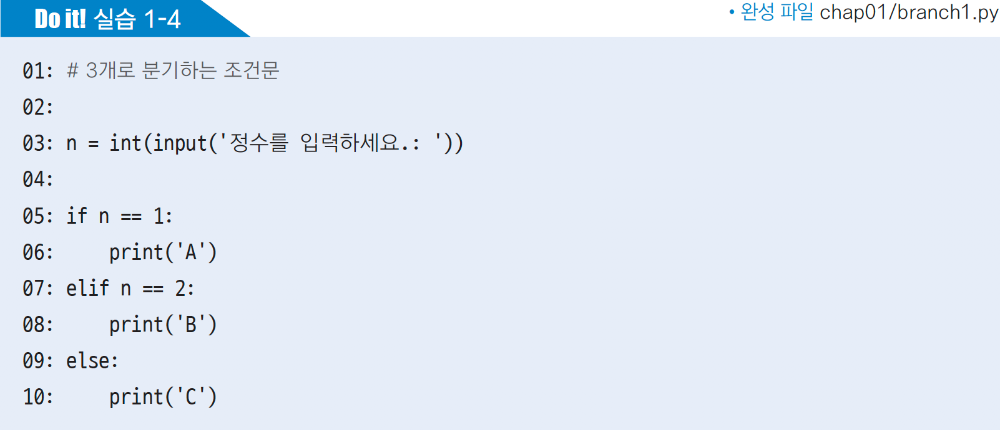 Do it! 실습 1-4
• 완성 파일 chap01/branch1.py
01: # 3개로 분기하는 조건문
02:
03: n = int(input('정수를 입력하세요.: '))
04:
05: if n == 1:
06:     print('A')
07: elif n == 2:
08:     print('B')
09: else:
10:     print('C')